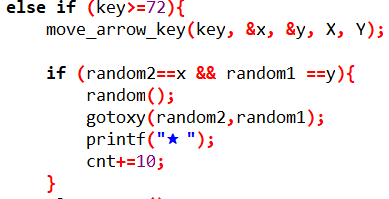 else if (key>=72){
move_arrow_key(key, &x, &y, X, Y);
if (random2==x && random1 ==y){
random();
gotoxy(random2,random1);
printf("★ ");
cnt+=10;
}